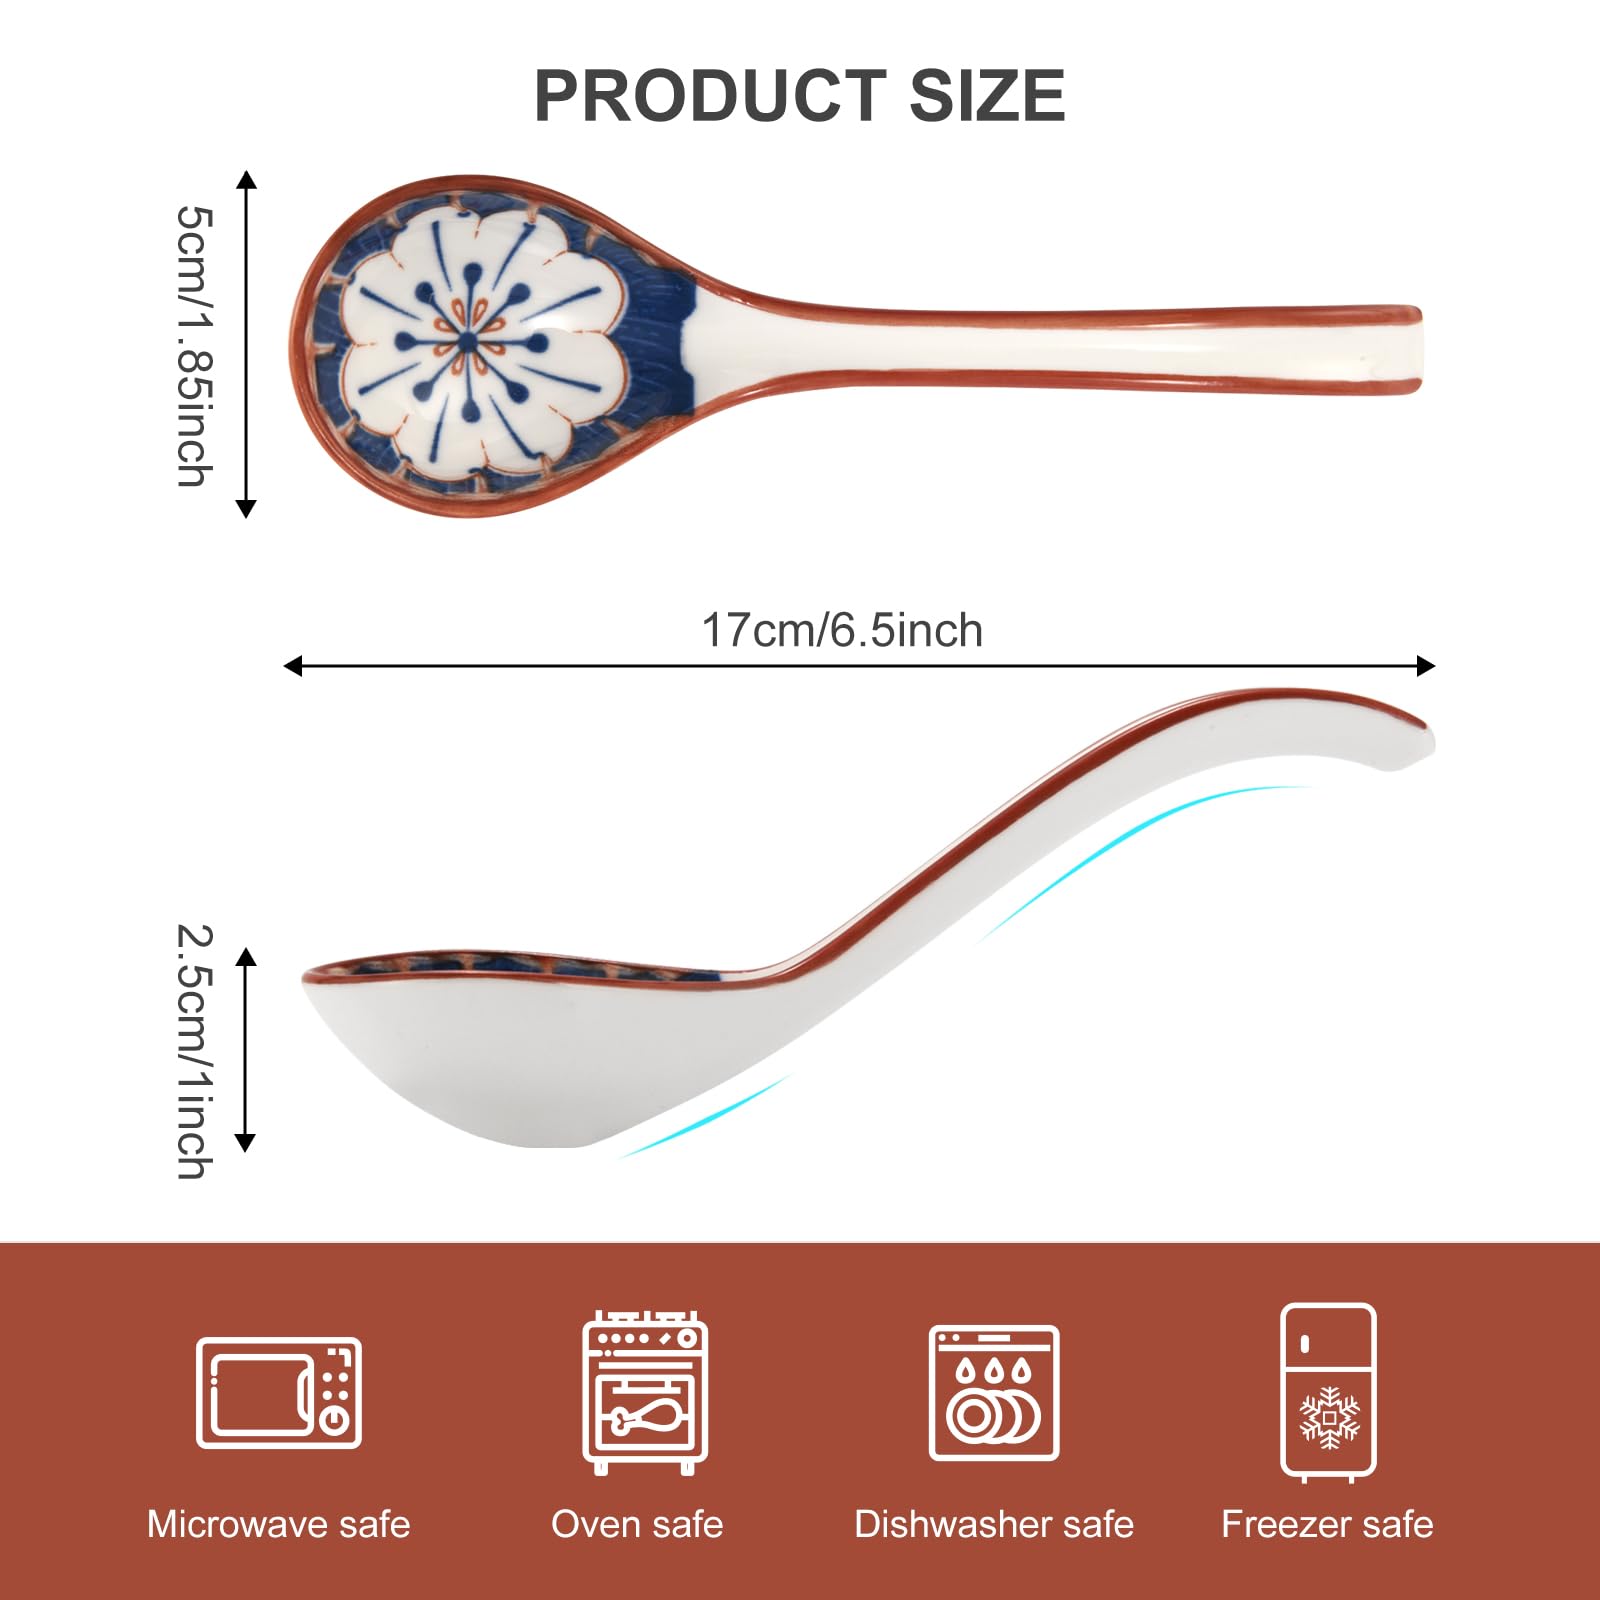 PRODUCT SIZE
5cm/1.85inch
17cm/6.5inch
2.5cm/1inch
Microwave safe
Oven safe
Dishwasher safe
Freezer safe